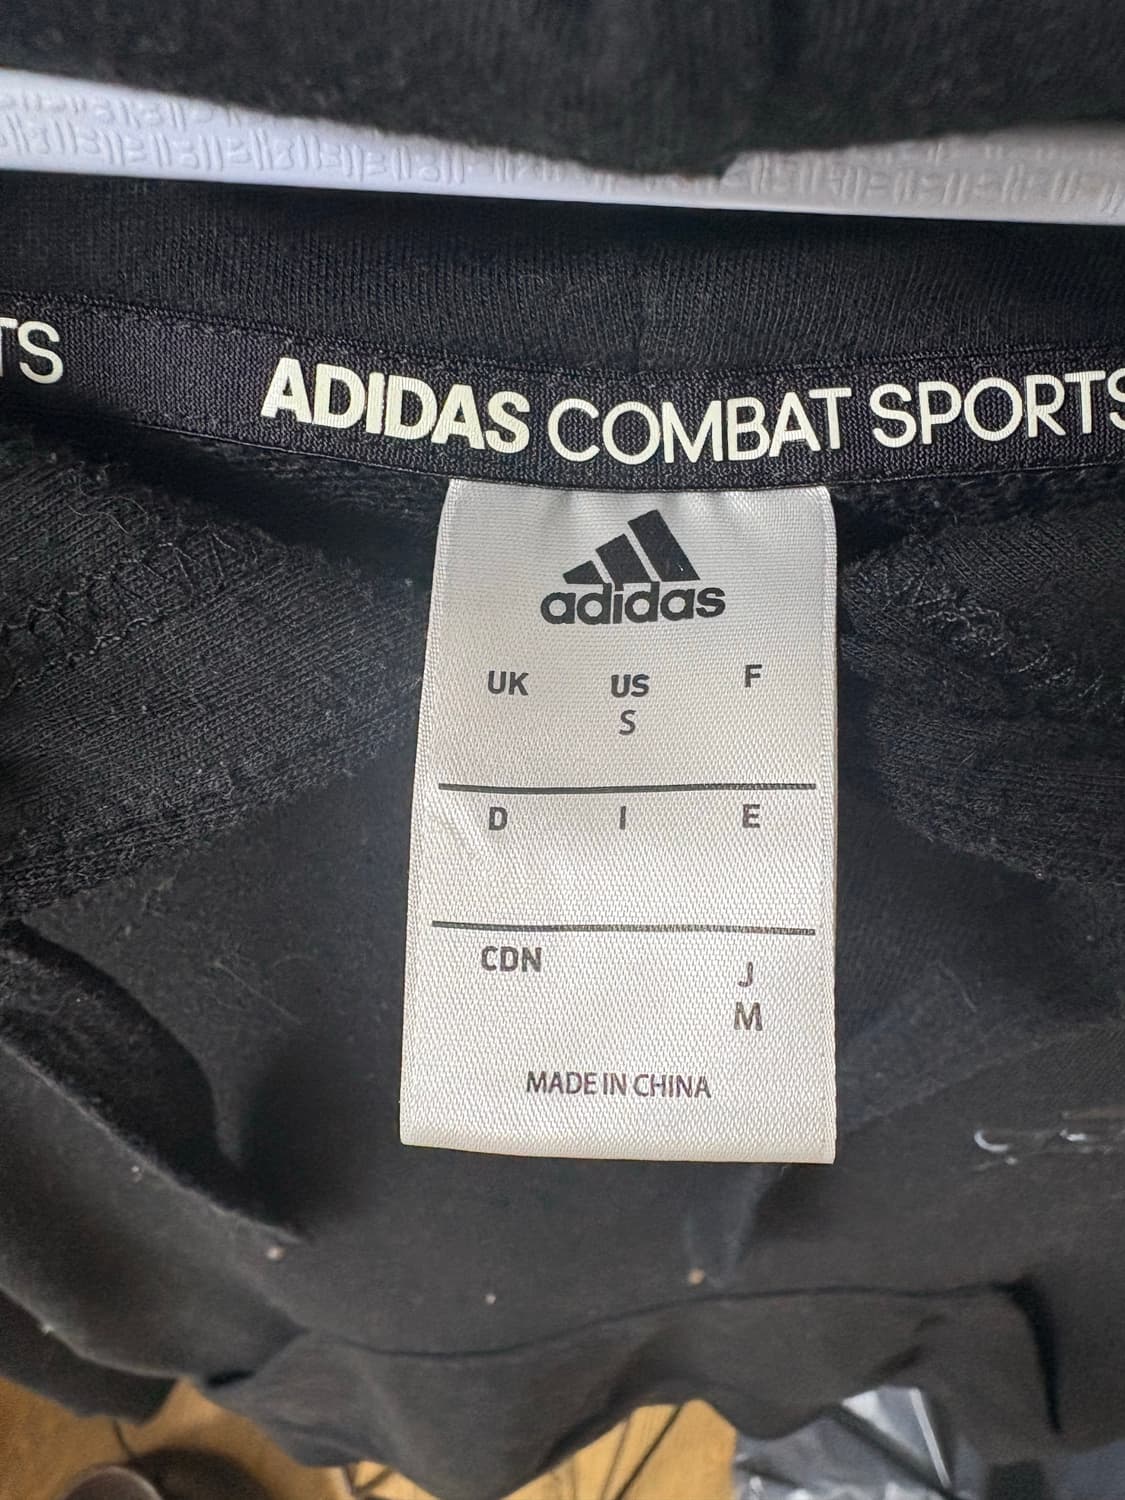 TS ADIDAS COMBAT SPORTS
adidas
UK US F
S
D I E
CDN J
M
MADE IN CHINA